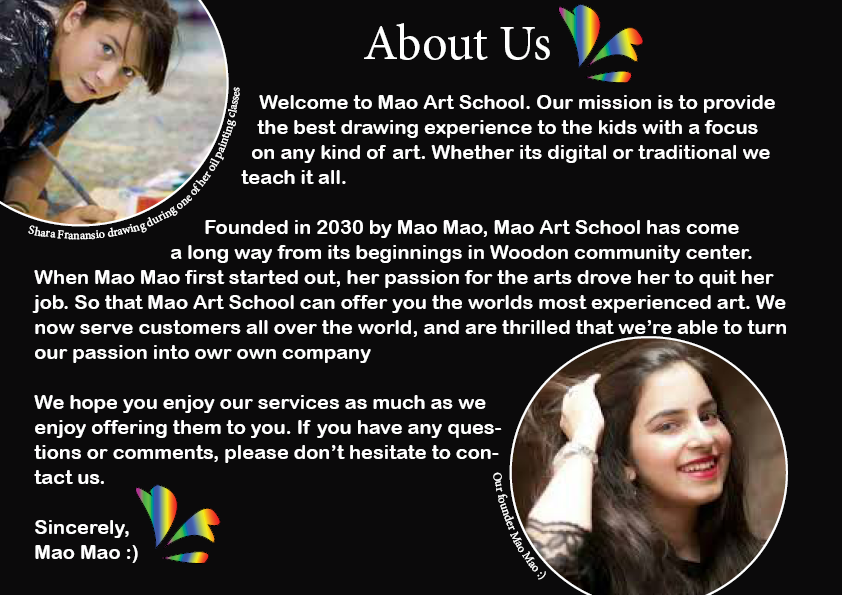 About Us
Welcome to Mao Art School. Our mission is to provide
the best drawing experience to the kids with a focus
on any kind of art. Whether its digital or traditional we
teach it all.
Shara Franansio drawing during one of her oil painting classes
Founded in 2030 by Mao Mao, Mao Art School has come
a long way from its beginnings in Woodon community center.
When Mao Mao first started out, her passion for the arts drove her to quit her
job. So that Mao Art School can offer you the worlds most experienced art. We
now serve customers all over the world, and are thrilled that we're able to turn
our passion into owr own company
We hope you enjoy our services as much as we
enjoy offering them to you. If you have any ques-
tions or comments, please don't hesitate to con-
tact us.
Our founder Mao Mao :)
Sincerely,
Mao Mao :)